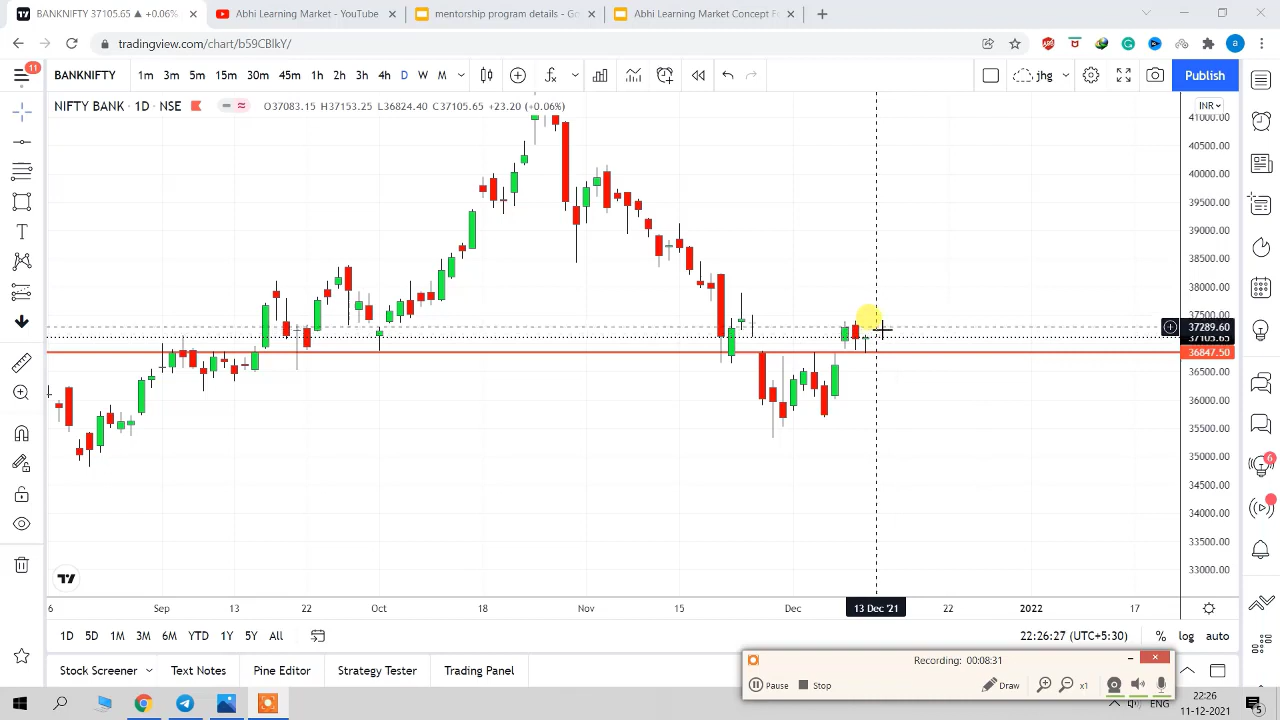 BANKNIFTY 37105.65 ▲ +0.06%
Abhi Learning Market - YouTube
membership program details - Go
Abhi Learning Market Concept F
tradingview.com/chart/b59CBlkY/
ABP
a
11
BANKNIFTY 1m 3m 5m 15m 30m 45m 1h 2h 3h 4h D W M
jhg
Publish
NIFTY BANK · 1D · NSE
O37083.15 H37153.25 L36824.40 C37105.65 +23.20 (+0.06%)
INR
41000.00
40500.00
40000.00
39500.00
39000.00
38500.00
38000.00
37500.00
37289.60
37105.65
36847.50
36500.00
36000.00
35500.00
35000.00
34500.00
34000.00
33500.00
33000.00
6
6 Sep 13 22 Oct 18 Nov 15 Dec 13 Dec '21 22 2022 17
1D 5D 1M 3M 6M YTD 1Y 5Y All
22:26:27 (UTC+5:30) % log auto
Stock Screener Text Notes Pine Editor Strategy Tester Trading Panel
Recording: 00:08:31
Pause Stop Draw x1
ENG
22:26
11-12-2021
5